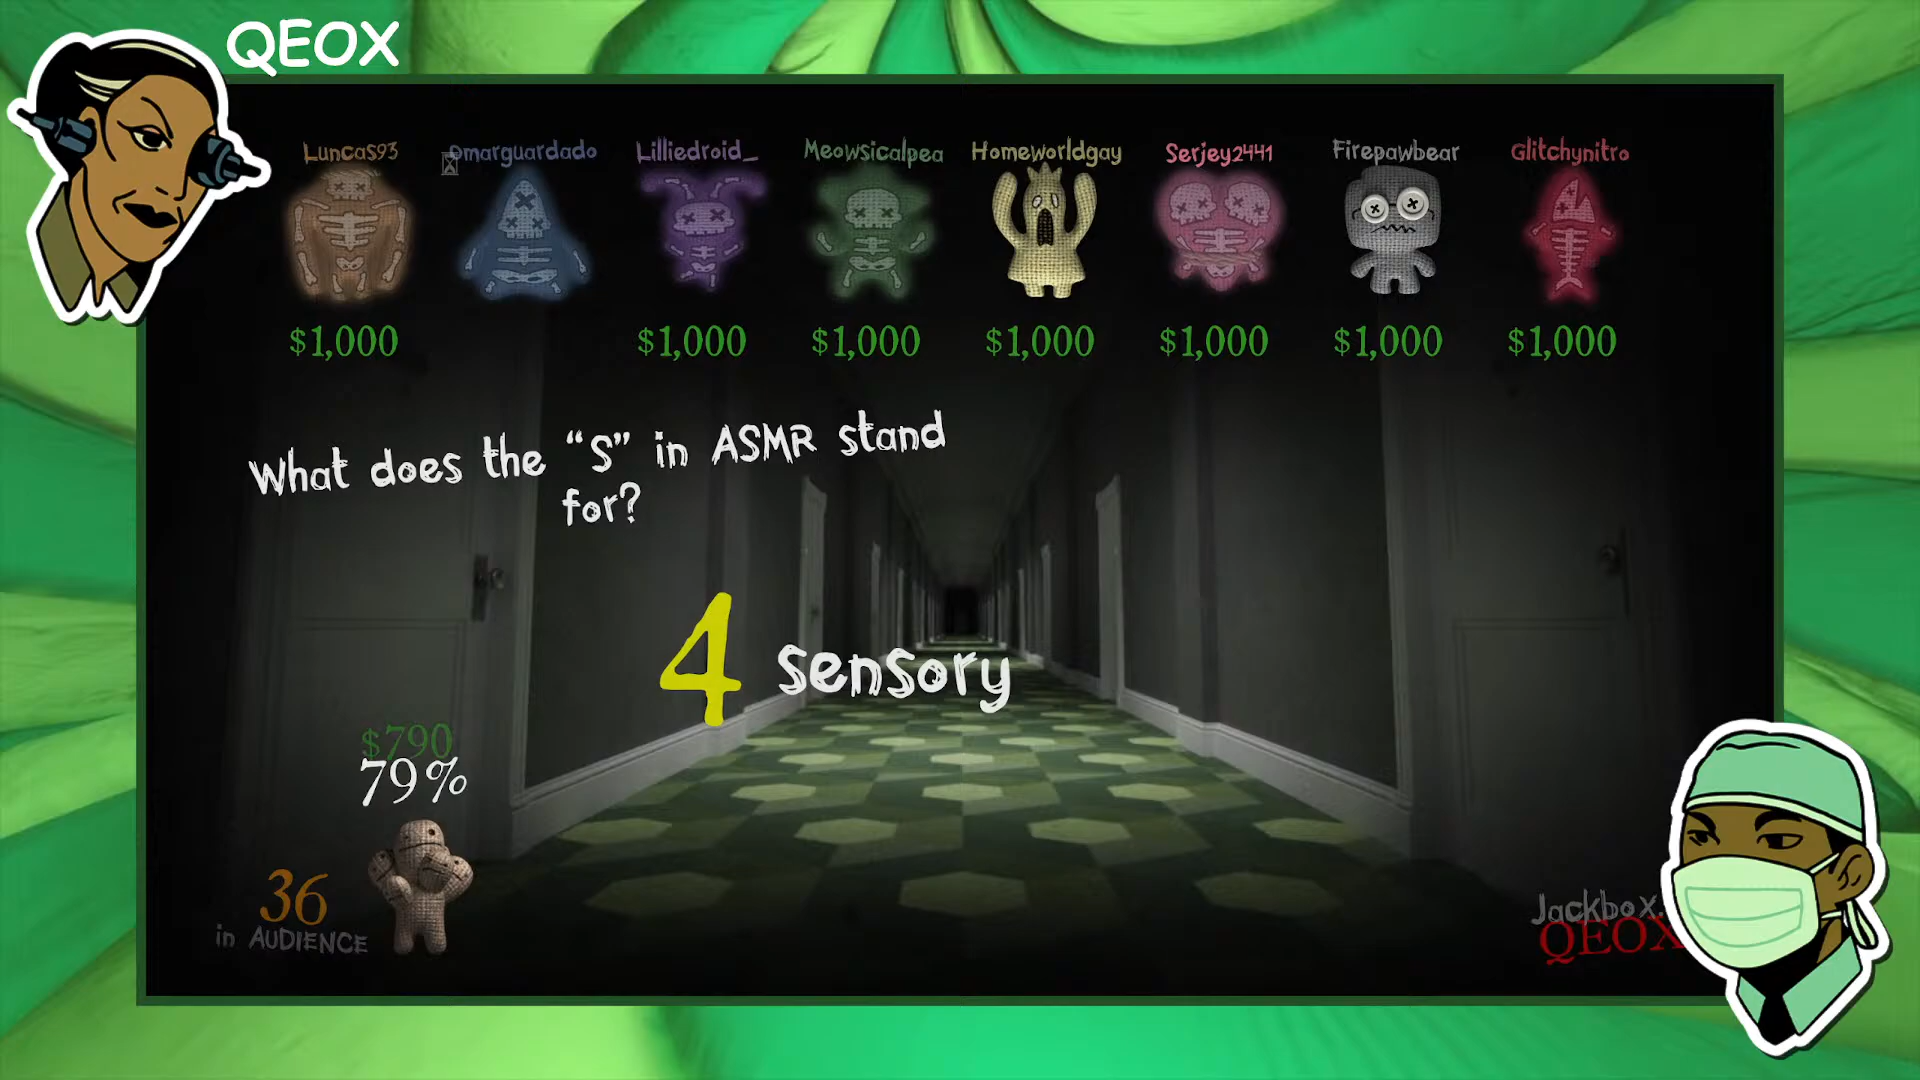 QEOX
Luncas93 omarguardado Lilliedroid_ Meowsicalpea Homeworldgay Serjey2441 Firepawbear Glitchynitro
$1,000 $1,000 $1,000 $1,000 $1,000 $1,000 $1,000
What does the “S” in ASMR stand
for?
4 sensory
$790
79%
36
in AUDIENCE
Jackbox.
QEOX